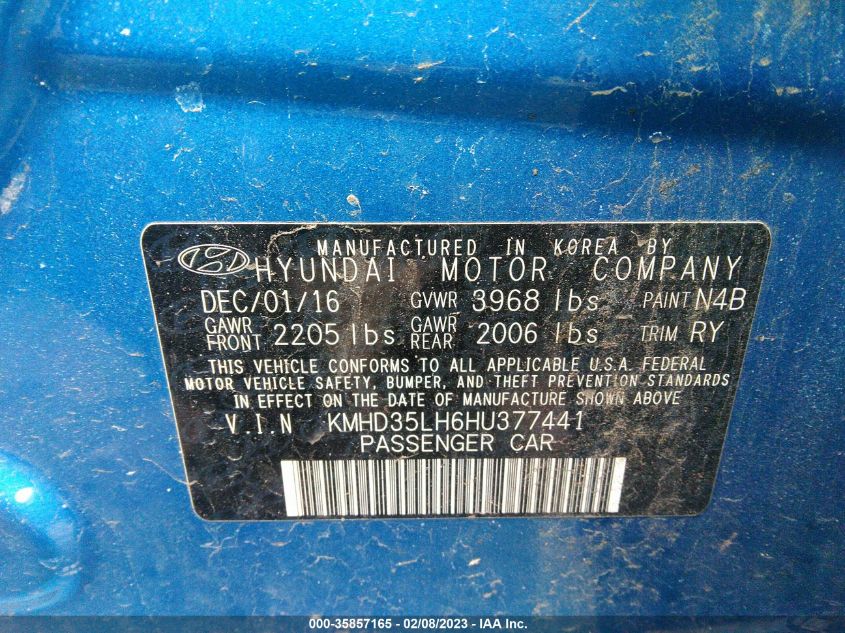 MANUFACTURED IN KOREA BY
HYUNDAI MOTOR COMPANY
DEC/01/16 GVWR 3968 lbs PAINT N4B
GAWR FRONT 2205 lbs GAWR REAR 2006 lbs TRIM RY
THIS VEHICLE CONFORMS TO ALL APPLICABLE U.S.A. FEDERAL
MOTOR VEHICLE SAFETY, BUMPER, AND THEFT PREVENTION STANDARDS
IN EFFECT ON THE DATE OF MANUFACTURE SHOWN ABOVE
V.I.N KMHD35LH6HU377441
PASSENGER CAR
000-35857165 - 02/08/2023 - IAA Inc.